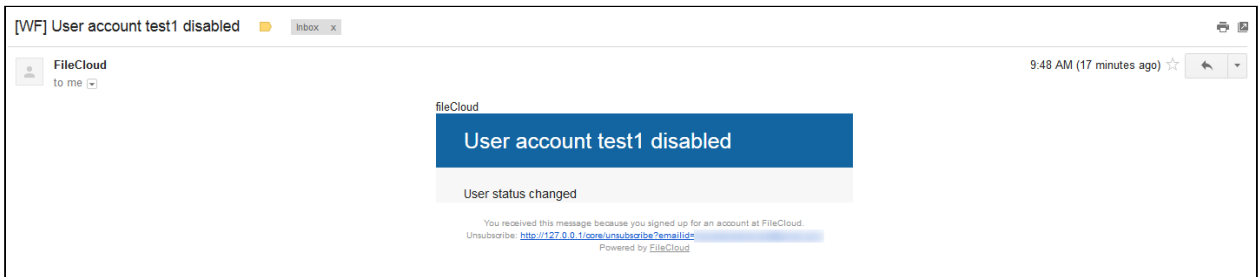 [WF] User account test1 disabled
Inbox x
FileCloud
9:48 AM (17 minutes ago)
to me
fileCloud
User account test1 disabled
User status changed
You received this message because you signed up for an account at FileCloud.
Unsubscribe: http://127.0.0.1/core/unsubscribe?emailid=
Powered by FileCloud